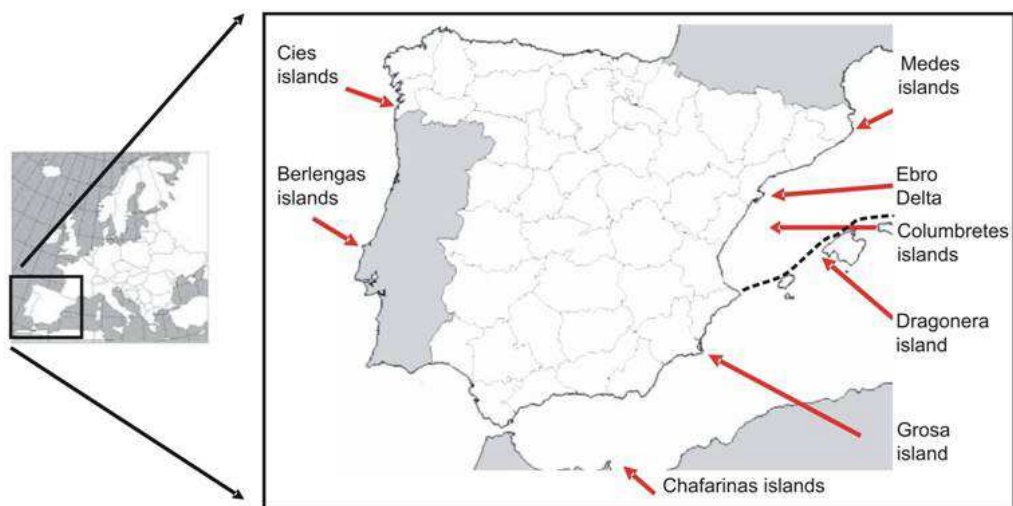 Cies
islands
Medes
islands
Berlengas
islands
Ebro
Delta
Columbretes
islands
Dragonera
island
Grosa
island
Chafarinas islands